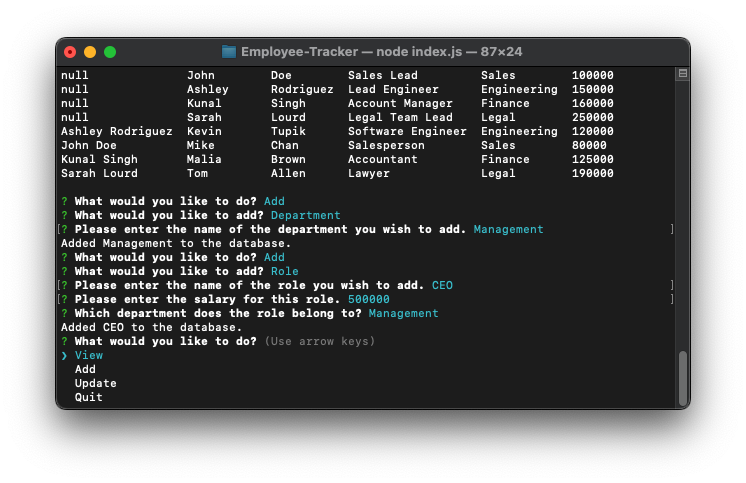 Employee-Tracker — node index.js — 87×24
null John Doe Sales Lead Sales 100000
null Ashley Rodriguez Lead Engineer Engineering 150000
null Kunal Singh Account Manager Finance 160000
null Sarah Lourd Legal Team Lead Legal 250000
Ashley Rodriguez Kevin Tupik Software Engineer Engineering 120000
John Doe Mike Chan Salesperson Sales 80000
Kunal Singh Malia Brown Accountant Finance 125000
Sarah Lourd Tom Allen Lawyer Legal 190000
? What would you like to do? Add
? What would you like to add? Department
[? Please enter the name of the department you wish to add. Management ]
Added Management to the database.
? What would you like to do? Add
? What would you like to add? Role
[? Please enter the name of the role you wish to add. CEO ]
[? Please enter the salary for this role. 500000 ]
? Which department does the role belong to? Management
Added CEO to the database.
? What would you like to do? (Use arrow keys)
❯ View
Add
Update
Quit